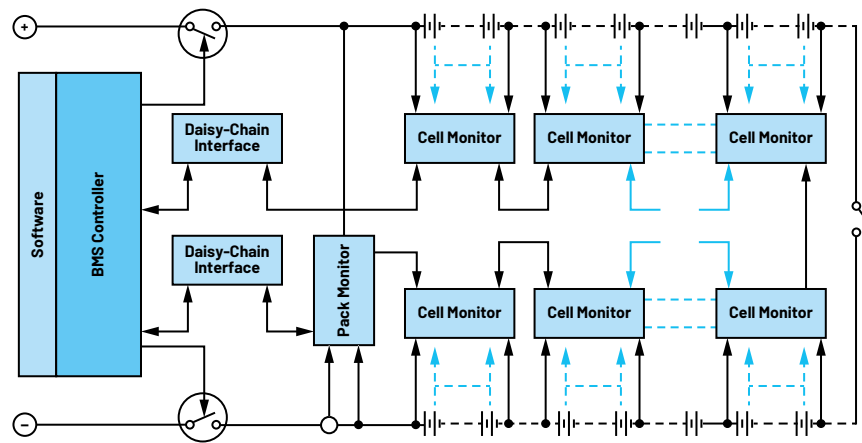 +
Daisy-Chain
Interface
Cell Monitor
Cell Monitor
Cell Monitor
Software
BMS Controller
Daisy-Chain
Interface
Pack Monitor
Cell Monitor
Cell Monitor
Cell Monitor
−